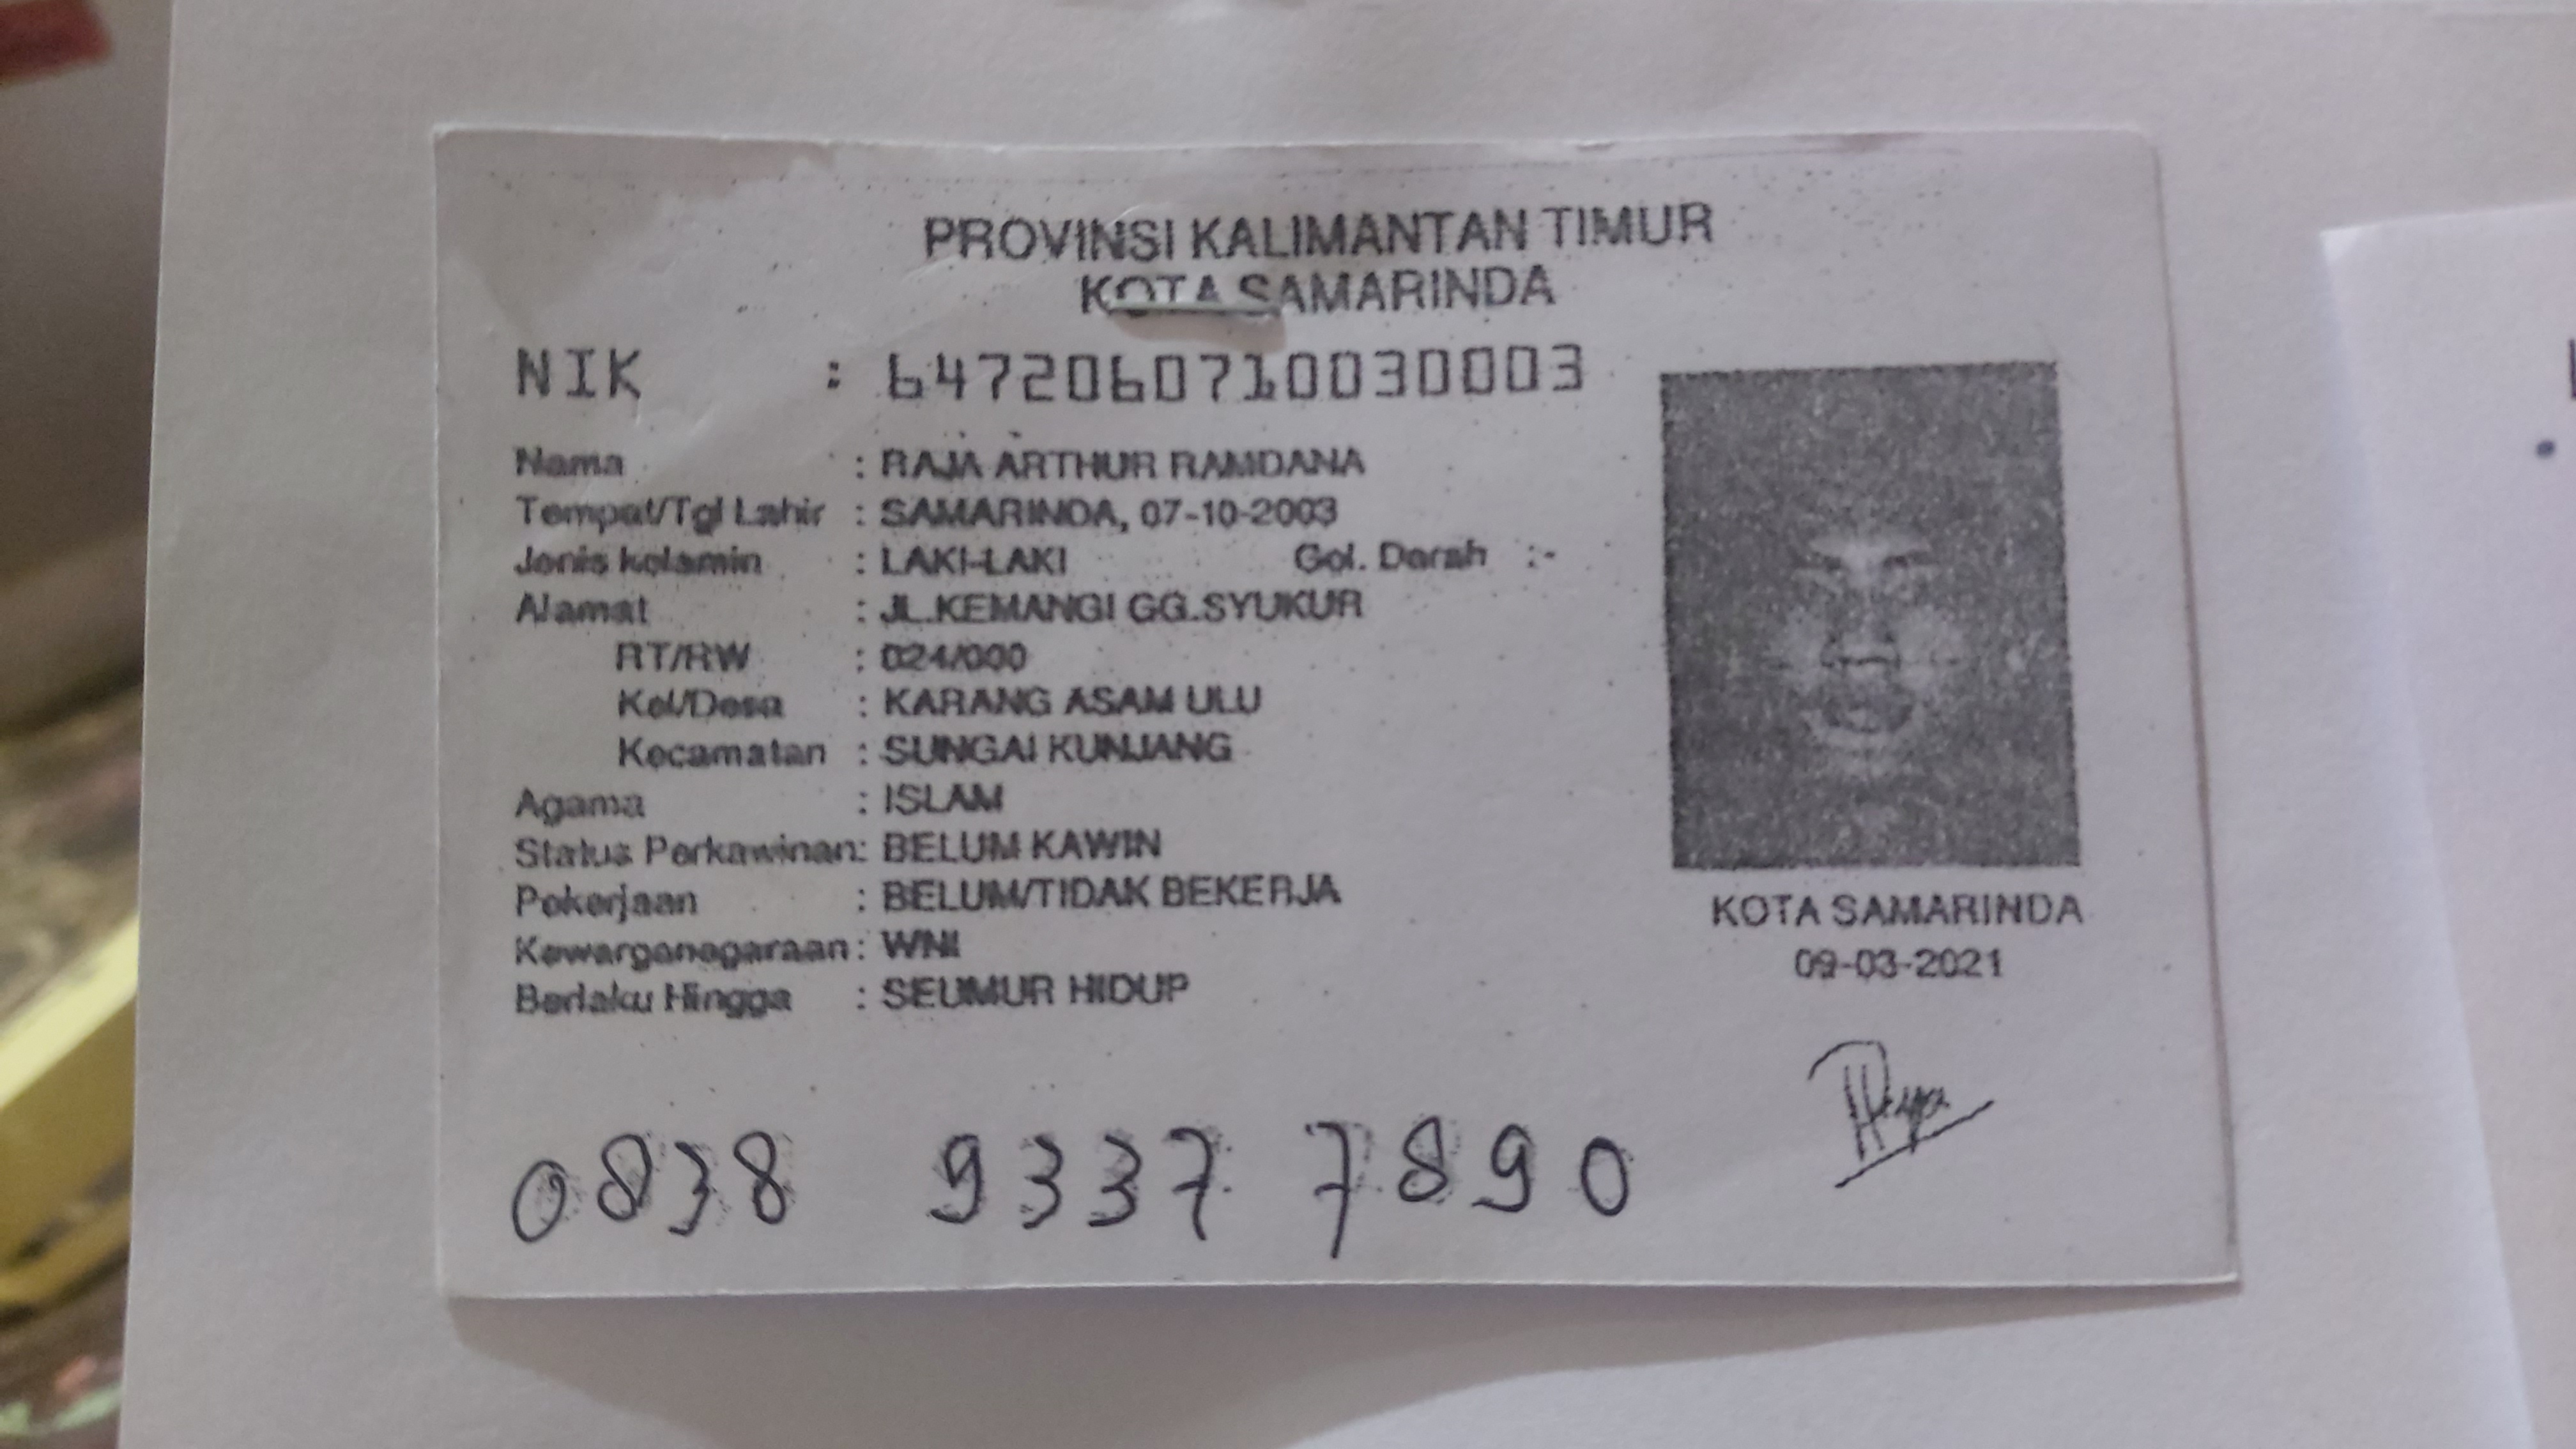 PROVINSI KALIMANTAN TIMUR
KOTA SAMARINDA
NIK : 6472060710030003
Nama : RAJA ARTHUR RAMDANA
Tempat/Tgl Lahir : SAMARINDA, 07-10-2003
Jenis kelamin : LAKI-LAKI Gol. Darah :-
Alamat : JL.KEMANGI GG.SYUKUR
RT/RW : 024/000
Kel/Desa : KARANG ASAM ULU
Kecamatan : SUNGAI KUNJANG
Agama : ISLAM
Status Perkawinan: BELUM KAWIN
Pekerjaan : BELUM/TIDAK BEKERJA
Kewarganegaraan: WNI
Berlaku Hingga : SEUMUR HIDUP
KOTA SAMARINDA
09-03-2021
0838 9337 7890